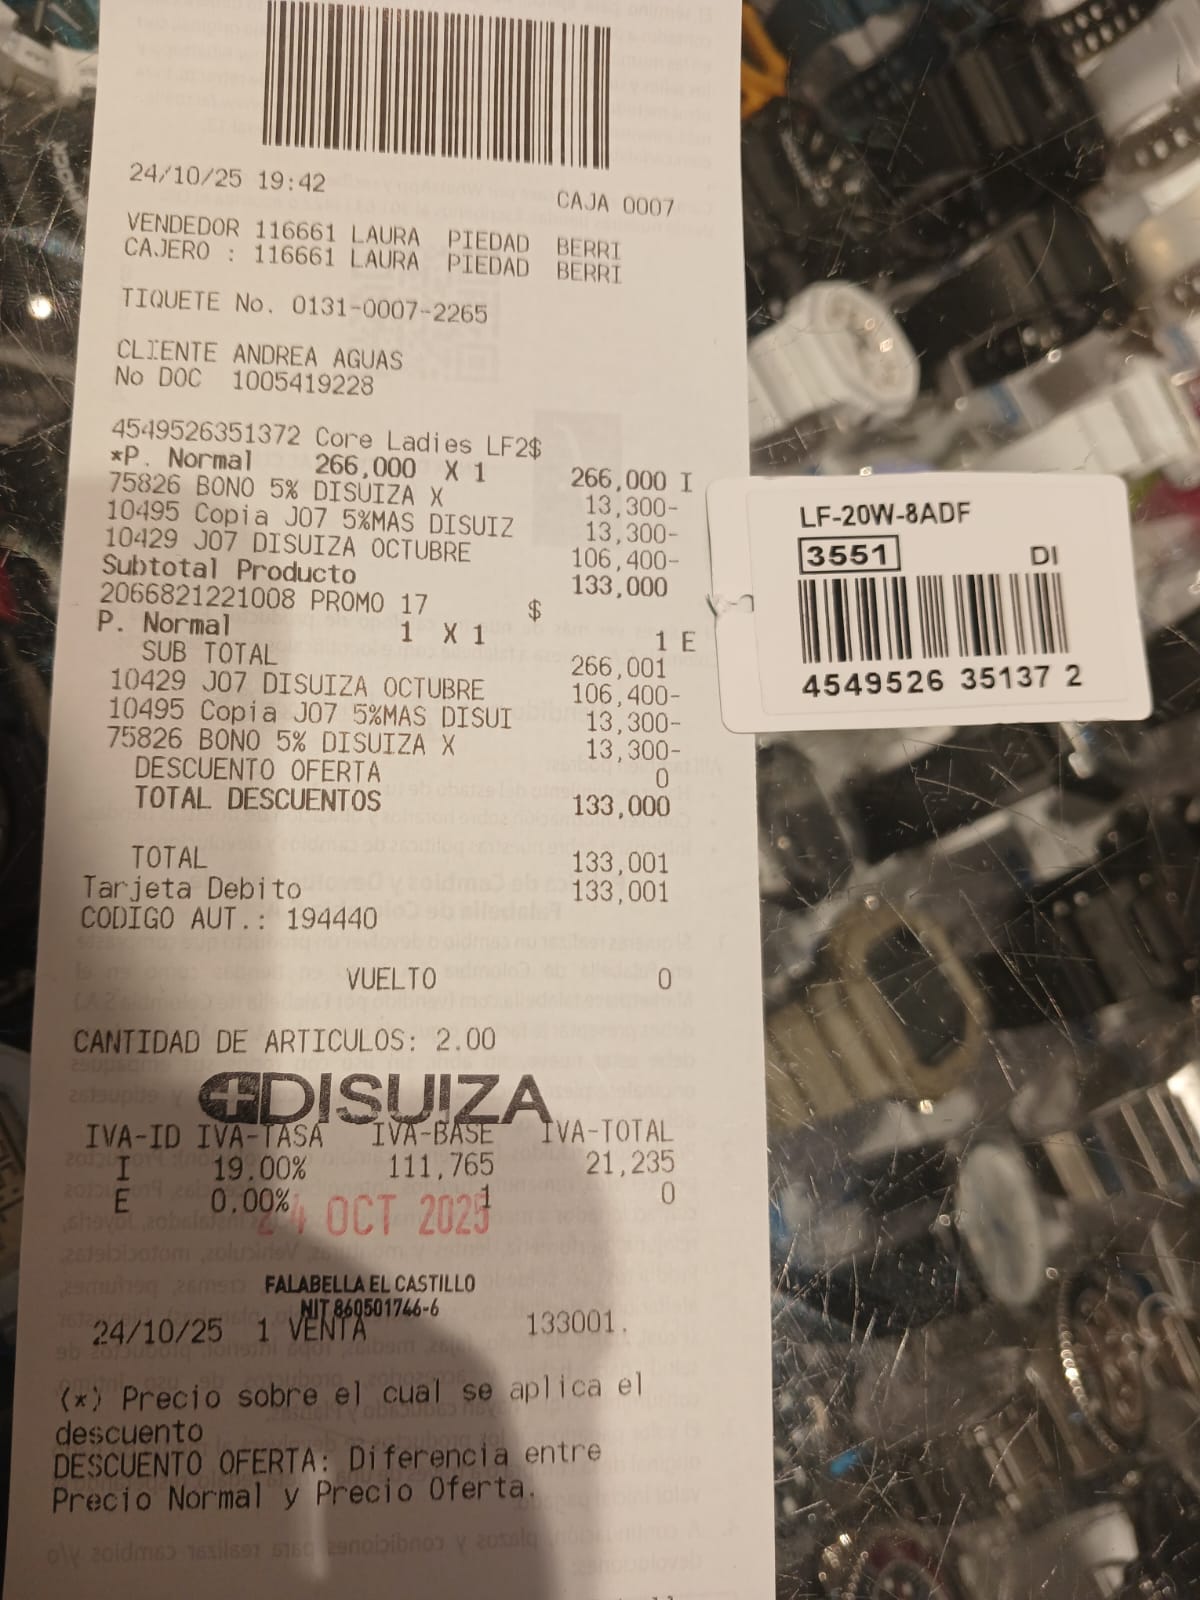 24/10/25 19:42 CAJA 0007
VENDEDOR 116661 LAURA PIEDAD BERRI
CAJERO : 116661 LAURA PIEDAD BERRI
TIQUETE No. 0131-0007-2265
CLIENTE ANDREA AGUAS
No DOC 1005419228
4549526351372 Core Ladies LF2$
*P. Normal 266,000 X 1 266,000 I
75826 BONO 5% DISUIZA X 13,300-
10495 Copia J07 5%MAS DISUIZ 13,300-
10429 J07 DISUIZA OCTUBRE 106,400-
Subtotal Producto 133,000
2066821221008 PROMO 17 $
P. Normal 1 X 1 1 E
SUB TOTAL 266,001
10429 J07 DISUIZA OCTUBRE 106,400-
10495 Copia J07 5%MAS DISUI 13,300-
75826 BONO 5% DISUIZA X 13,300-
DESCUENTO OFERTA 0
TOTAL DESCUENTOS 133,000
TOTAL 133,001
Tarjeta Debito 133,001
CODIGO AUT.: 194440
VUELTO 0
CANTIDAD DE ARTICULOS: 2.00
DISUIZA
IVA-ID IVA-TASA IVA-BASE IVA-TOTAL
I 19.00% 111,765 21,235
E 0.00% 1 0
24 OCT 2025
FALABELLA EL CASTILLO
NIT 860501746-6
24/10/25 1 VENTA 133001.
(*) Precio sobre el cual se aplica el
descuento
DESCUENTO OFERTA: Diferencia entre
Precio Normal y Precio Oferta.
LF-20W-8ADF
3551 DI
4549526 35137 2